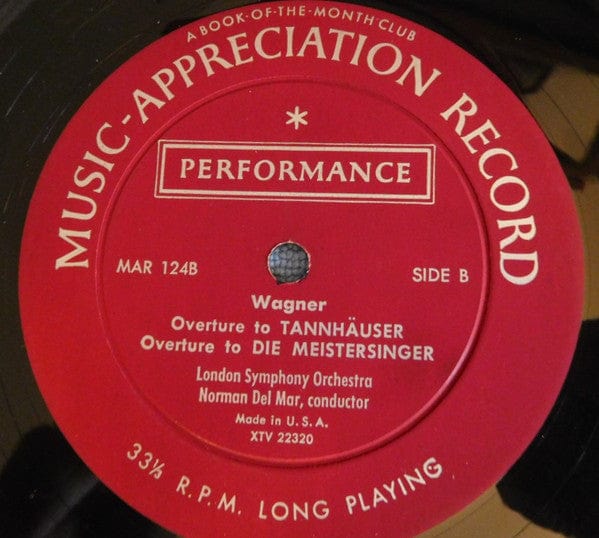 A BOOK-OF-THE-MONTH CLUB
MUSIC-APPRECIATION RECORD
*
PERFORMANCE
MAR 124B
SIDE B
Wagner
Overture to TANNHÄUSER
Overture to DIE MEISTERSINGER
London Symphony Orchestra
Norman Del Mar, conductor
Made in U. S. A.
XTV 22320
33⅓ R.P.M. LONG PLAYING